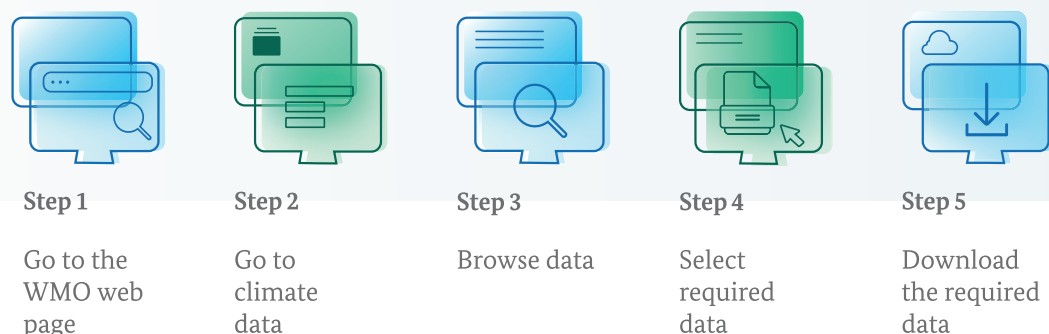 Step 1
Go to the
WMO web
page
Step 2
Go to
climate
data
Step 3
Browse data
Step 4
Select
required
data
Step 5
Download
the required
data